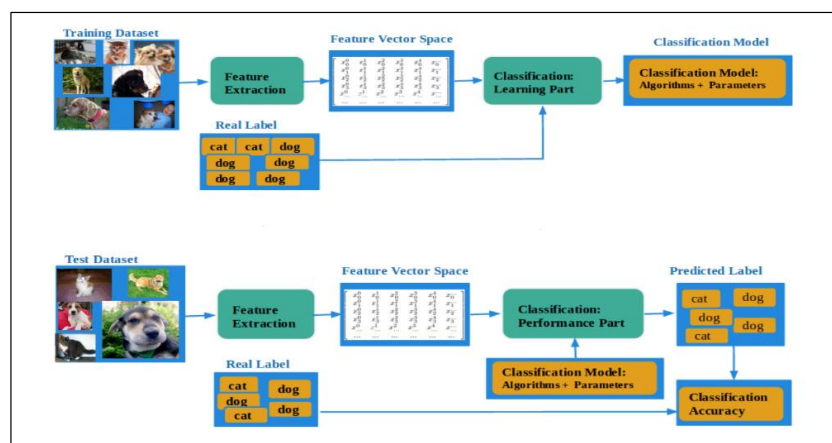 Training Dataset
Feature Vector Space
Classification Model
Feature
Extraction
Classification:
Learning Part
Classification Model:
Algorithms + Parameters
Real Label
cat cat dog
dog dog
dog dog
Test Dataset
Feature Vector Space
Predicted Label
Feature
Extraction
Classification:
Performance Part
cat dog
dog
dog
cat
Real Label
Classification Model:
Algorithms + Parameters
cat dog
dog
cat dog
Classification
Accuracy